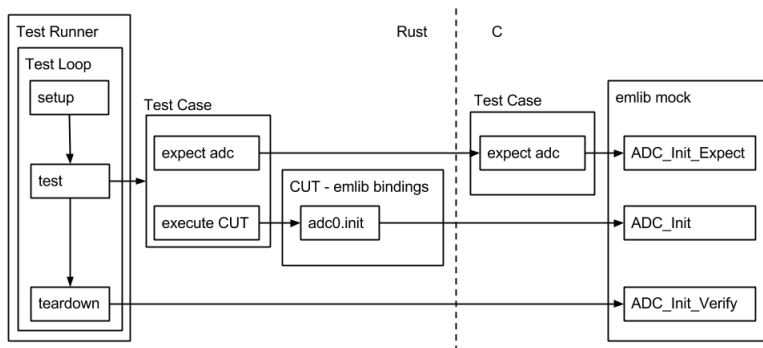 Test Runner
Rust
C
Test Loop
setup
Test Case
Test Case
emlib mock
expect adc
expect adc
ADC_Init_Expect
test
CUT - emlib bindings
execute CUT
adc0.init
ADC_Init
teardown
ADC_Init_Verify